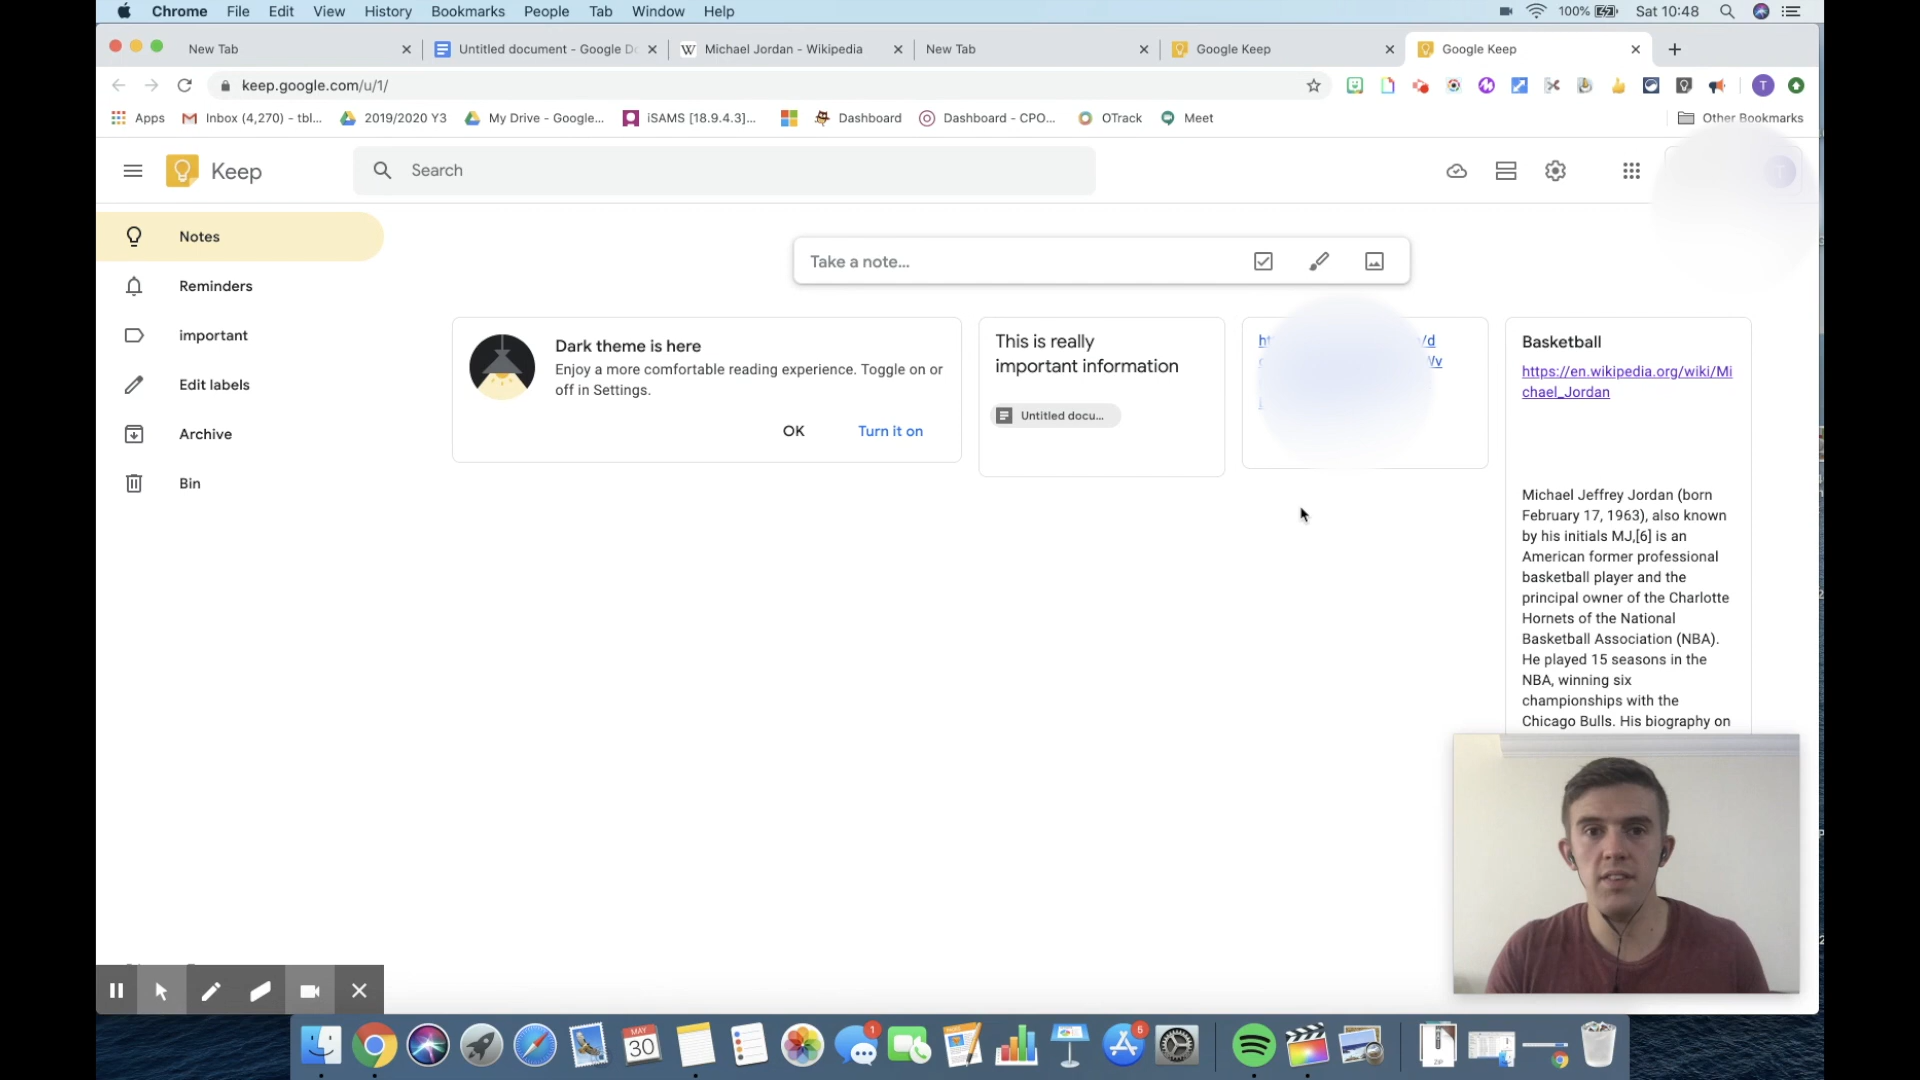 Chrome File Edit View History Bookmarks People Tab Window Help
100% Sat 10:48
New Tab
Untitled document - Google Do
Michael Jordan - Wikipedia
New Tab
Google Keep
Google Keep
keep.google.com/u/1/
T
Apps
Inbox (4,270) - tbl...
2019/2020 Y3
My Drive - Google...
iSAMS [18.9.4.3]...
Dashboard
Dashboard - CPO...
OTrack
Meet
Other Bookmarks
Keep
Search
Notes
Reminders
important
Edit labels
Archive
Bin
Take a note...
Dark theme is here
Enjoy a more comfortable reading experience. Toggle on or
off in Settings.
OK
Turn it on
This is really
important information
Untitled docu...
ht
/d
Basketball
https://en.wikipedia.org/wiki/Mi
chael_Jordan
Michael Jeffrey Jordan (born
February 17, 1963), also known
by his initials MJ,[6] is an
American former professional
basketball player and the
principal owner of the Charlotte
Hornets of the National
Basketball Association (NBA).
He played 15 seasons in the
NBA, winning six
championships with the
Chicago Bulls. His biography on
MAY
30
1
5
ZIP